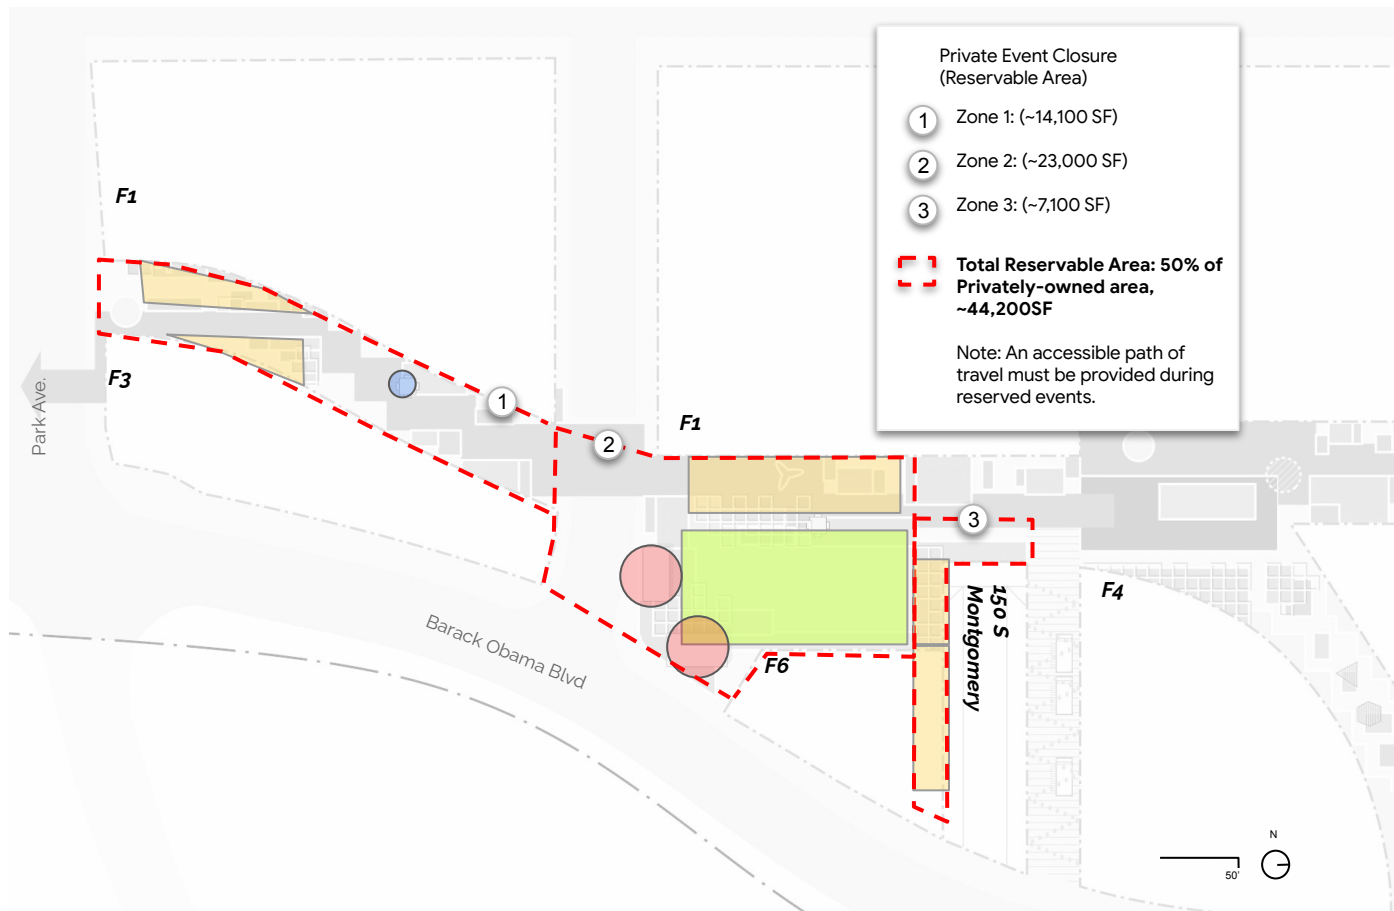 Private Event Closure
(Reservable Area)
1 Zone 1: (~14,100 SF)
2 Zone 2: (~23,000 SF)
3 Zone 3: (~7,100 SF)
Total Reservable Area: 50% of
Privately-owned area,
~44,200SF
Note: An accessible path of
travel must be provided during
reserved events.
F1
F3
Park Ave.
1
2
F1
3
F4
150 S
Montgomery
F6
Barack Obama Blvd
N
50'